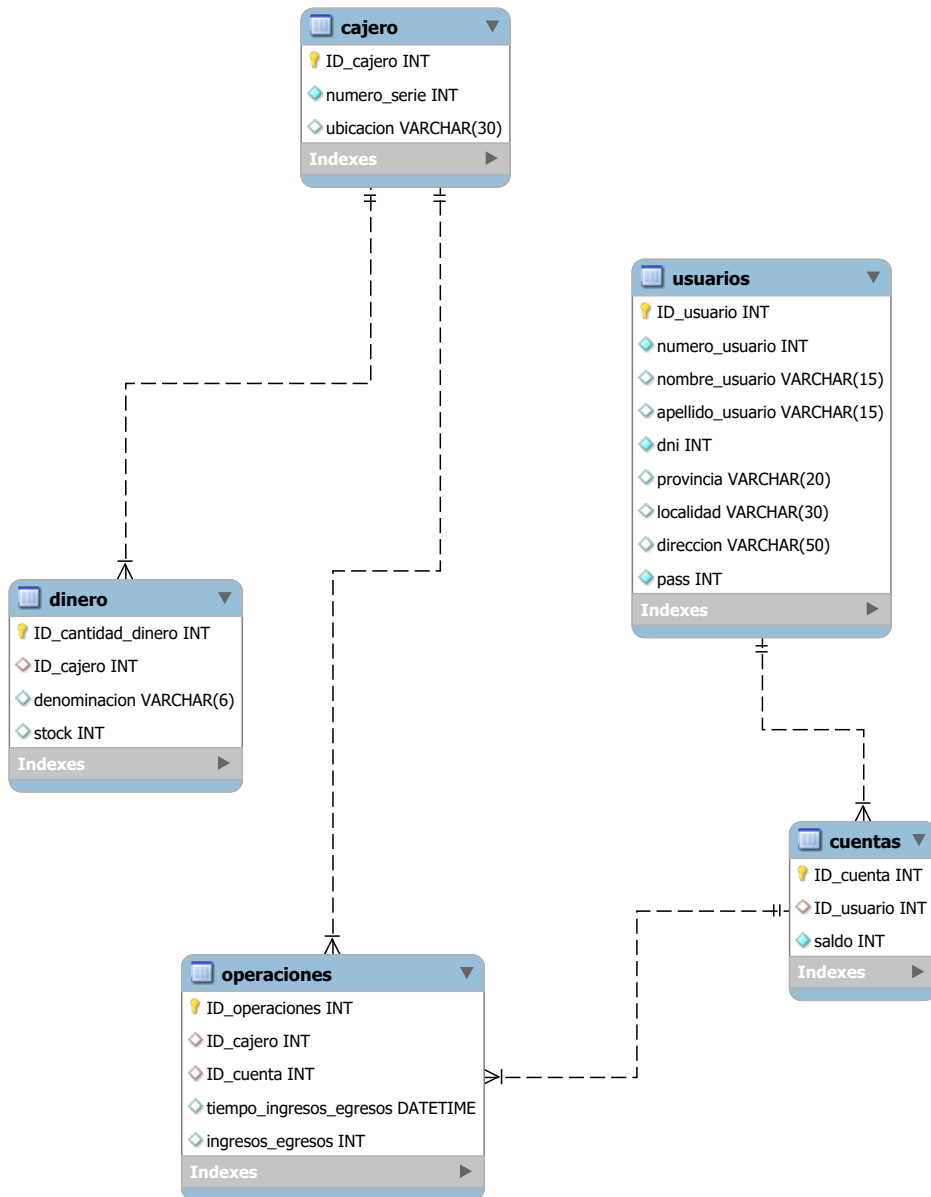 cajero
ID_cajero INT
numero_serie INT
ubicacion VARCHAR(30)
Indexes
usuarios
ID_usuario INT
numero_usuario INT
nombre_usuario VARCHAR(15)
apellido_usuario VARCHAR(15)
dni INT
provincia VARCHAR(20)
localidad VARCHAR(30)
direccion VARCHAR(50)
pass INT
Indexes
dinero
ID_cantidad_dinero INT
ID_cajero INT
denominacion VARCHAR(6)
stock INT
Indexes
cuentas
ID_cuenta INT
ID_usuario INT
saldo INT
Indexes
operaciones
ID_operaciones INT
ID_cajero INT
ID_cuenta INT
tiempo_ingresos_egresos DATETIME
ingresos_egresos INT
Indexes